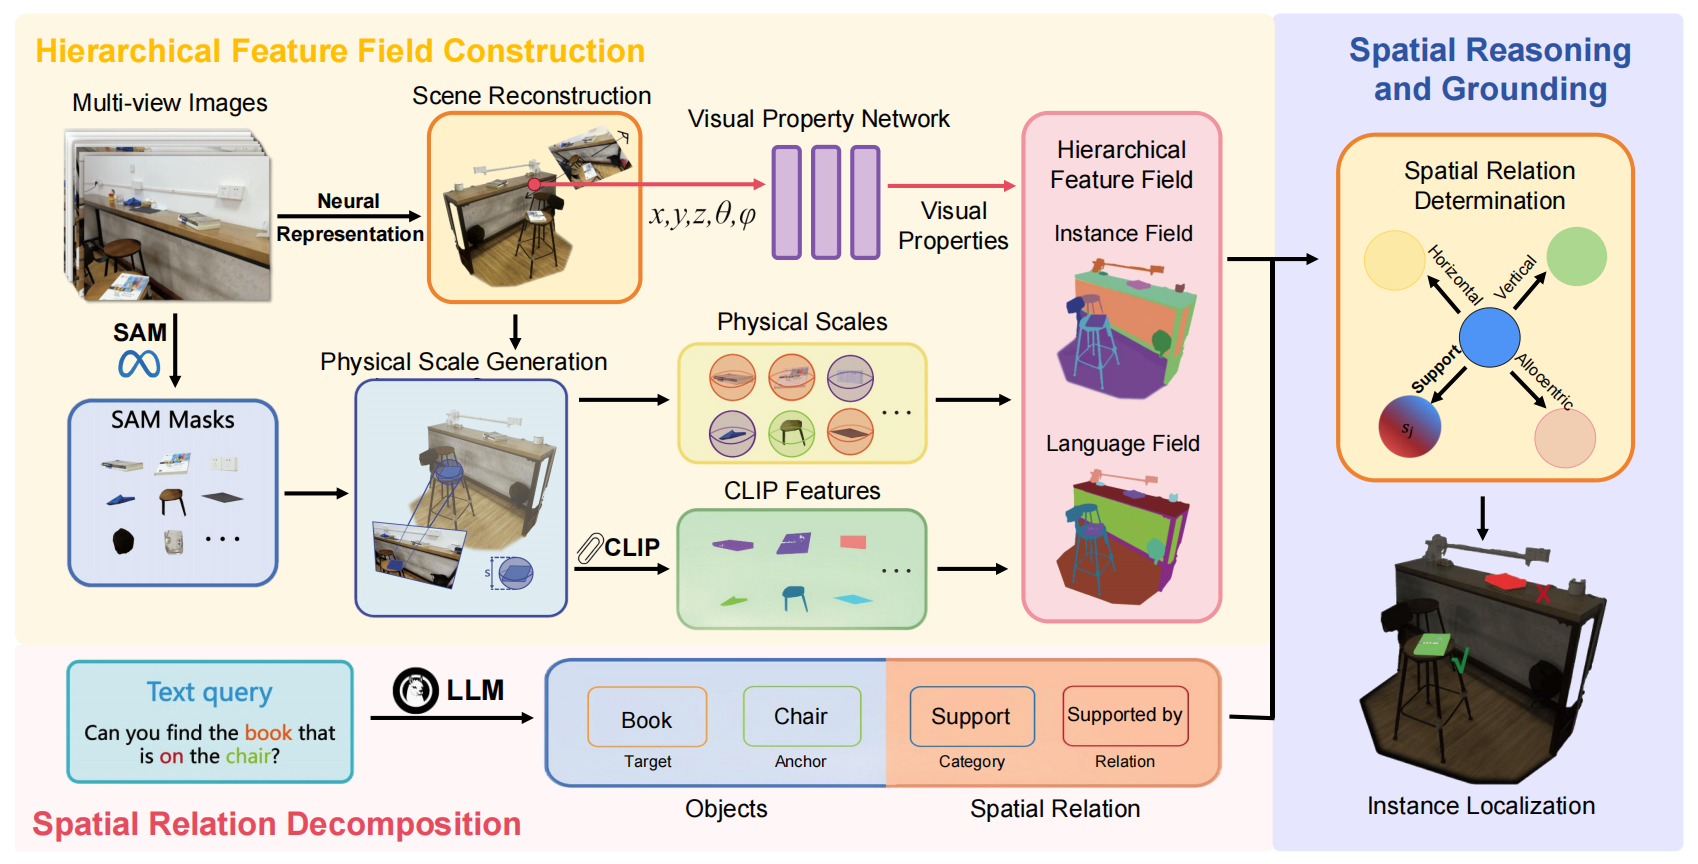 Hierarchical Feature Field Construction
Multi-view Images
Neural
Representation
Scene Reconstruction
x,y,z,θ,φ
Visual Property Network
Visual
Properties
SAM
SAM Masks
...
Physical Scale Generation
s
Physical Scales
...
CLIP
CLIP Features
...
Hierarchical
Feature Field
Instance Field
Language Field
Text query
Can you find the book that
is on the chair?
LLM
Book
Target
Chair
Anchor
Support
Category
Supported by
Relation
Objects
Spatial Relation
Spatial Relation Decomposition
Spatial Reasoning
and Grounding
Spatial Relation
Determination
Horizontal
Vertical
Support
Allocentric
sj
X
√
Instance Localization